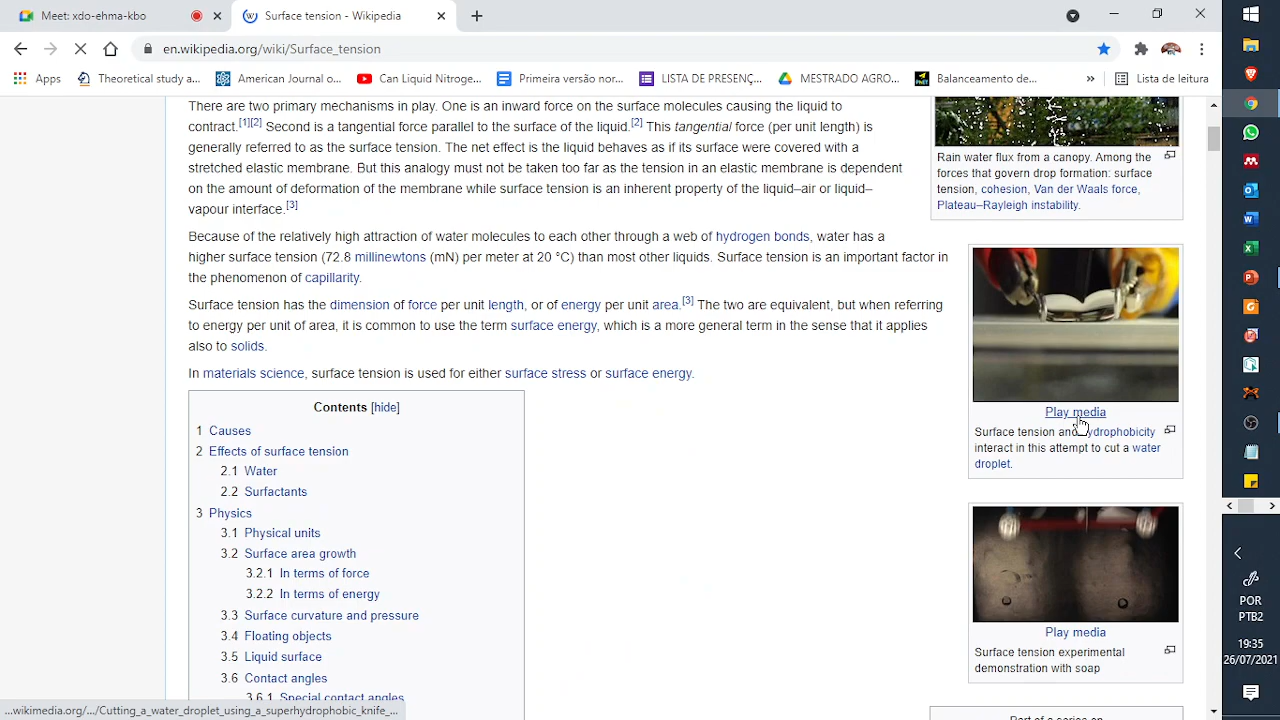 Meet: xdo-ehma-kbo
Surface tension - Wikipedia
en.wikipedia.org/wiki/Surface_tension
Apps
Theoretical study a...
American Journal o...
Can Liquid Nitroge...
Primeira versão nor...
LISTA DE PRESENÇ...
MESTRADO AGRO...
Balanceamento de...
»
Lista de leitura
There are two primary mechanisms in play. One is an inward force on the surface molecules causing the liquid to
contract.[1][2] Second is a tangential force parallel to the surface of the liquid.[2] This tangential force (per unit length) is
generally referred to as the surface tension. The net effect is the liquid behaves as if its surface were covered with a
stretched elastic membrane. But this analogy must not be taken too far as the tension in an elastic membrane is dependent
on the amount of deformation of the membrane while surface tension is an inherent property of the liquid–air or liquid–
vapour interface.[3]
Because of the relatively high attraction of water molecules to each other through a web of hydrogen bonds, water has a
higher surface tension (72.8 millinewtons (mN) per meter at 20 °C) than most other liquids. Surface tension is an important factor in
the phenomenon of capillarity.
Surface tension has the dimension of force per unit length, or of energy per unit area.[3] The two are equivalent, but when referring
to energy per unit of area, it is common to use the term surface energy, which is a more general term in the sense that it applies
also to solids.
In materials science, surface tension is used for either surface stress or surface energy.
Contents [hide]
1 Causes
2 Effects of surface tension
2.1 Water
2.2 Surfactants
3 Physics
3.1 Physical units
3.2 Surface area growth
3.2.1 In terms of force
3.2.2 In terms of energy
3.3 Surface curvature and pressure
3.4 Floating objects
3.5 Liquid surface
3.6 Contact angles
3.6.1 Special contact angles
Rain water flux from a canopy. Among the
forces that govern drop formation: surface
tension, cohesion, Van der Waals force,
Plateau–Rayleigh instability.
Play media
Surface tension and hydrophobicity
interact in this attempt to cut a water
droplet.
Play media
Surface tension experimental
demonstration with soap
Part of a series on
...wikipedia.org/.../Cutting_a_water_droplet_using_a_superhydrophobic_knife_...
POR
PTB2
19:35
26/07/2021